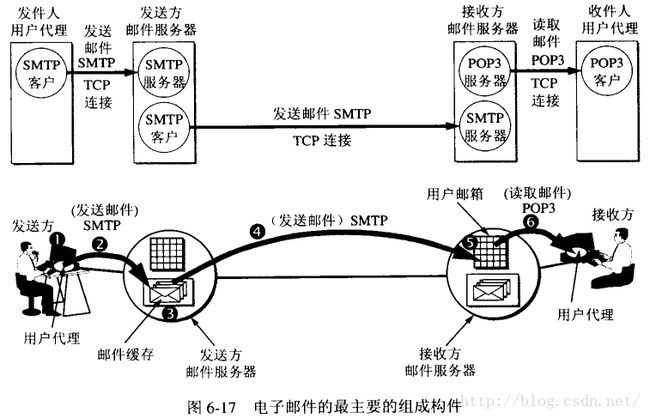 发件人 用户代理
发送方 邮件服务器
接收方 邮件服务器
收件人 用户代理
SMTP 客户
发送 邮件 SMTP
TCP 连接
SMTP 服务器
SMTP 客户
发送邮件 SMTP
TCP 连接
POP3 服务器
SMTP 服务器
读取 邮件 POP3
TCP 连接
POP3 客户
发送方
(发送邮件) SMTP
(发送邮件) SMTP
用户邮箱
(读取邮件) POP3
接收方
❶
❷
❸
❹
❺
❻
用户代理
邮件缓存
发送方 邮件服务器
接收方 邮件服务器
用户代理
图 6-17 电子邮件的最主要的组成构件
http://blog.csdn.net/